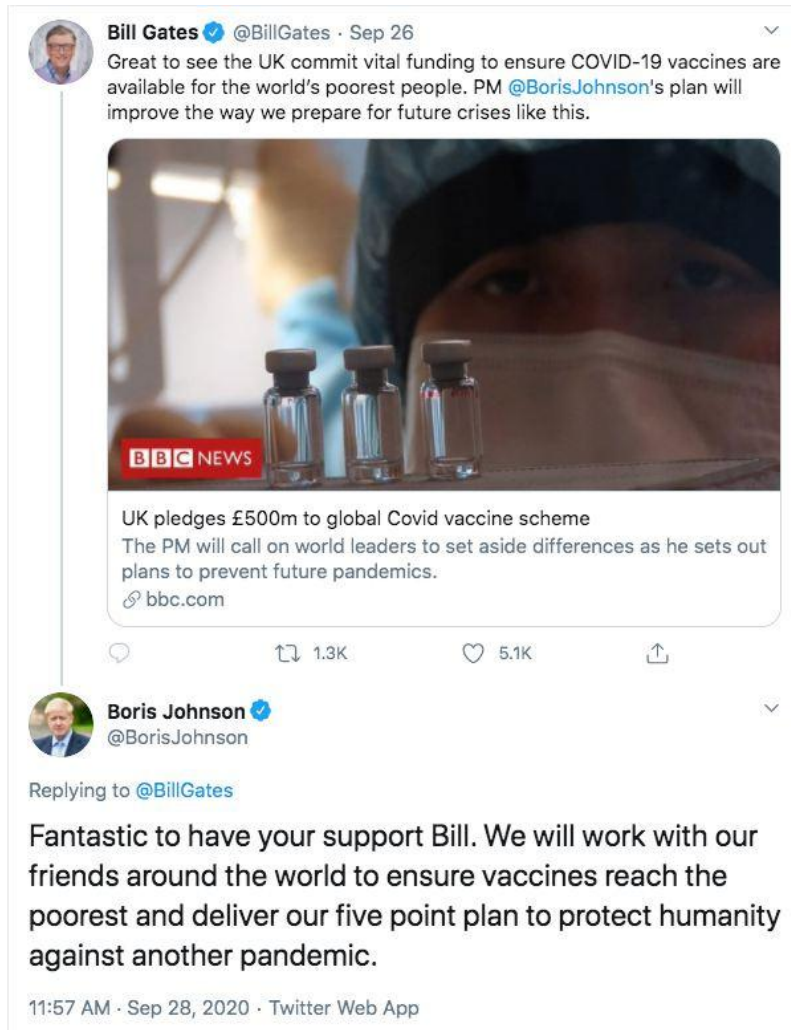 Bill Gates @BillGates · Sep 26
Great to see the UK commit vital funding to ensure COVID-19 vaccines are
available for the world's poorest people. PM @BorisJohnson's plan will
improve the way we prepare for future crises like this.
BBC NEWS
UK pledges £500m to global Covid vaccine scheme
The PM will call on world leaders to set aside differences as he sets out
plans to prevent future pandemics.
bbc.com
1.3K 5.1K
Boris Johnson
@BorisJohnson
Replying to @BillGates
Fantastic to have your support Bill. We will work with our
friends around the world to ensure vaccines reach the
poorest and deliver our five point plan to protect humanity
against another pandemic.
11:57 AM · Sep 28, 2020 · Twitter Web App